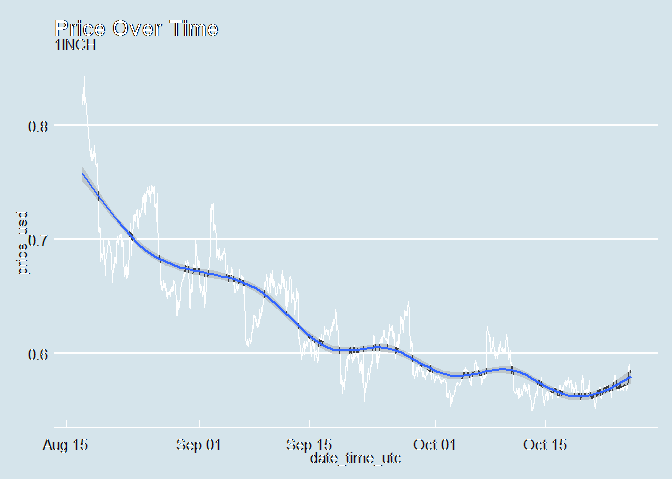 Price Over Time
1INCH
0.8
0.7
0.6
price_usd
Aug 15 Sep 01 Sep 15 Oct 01 Oct 15
date_time_utc